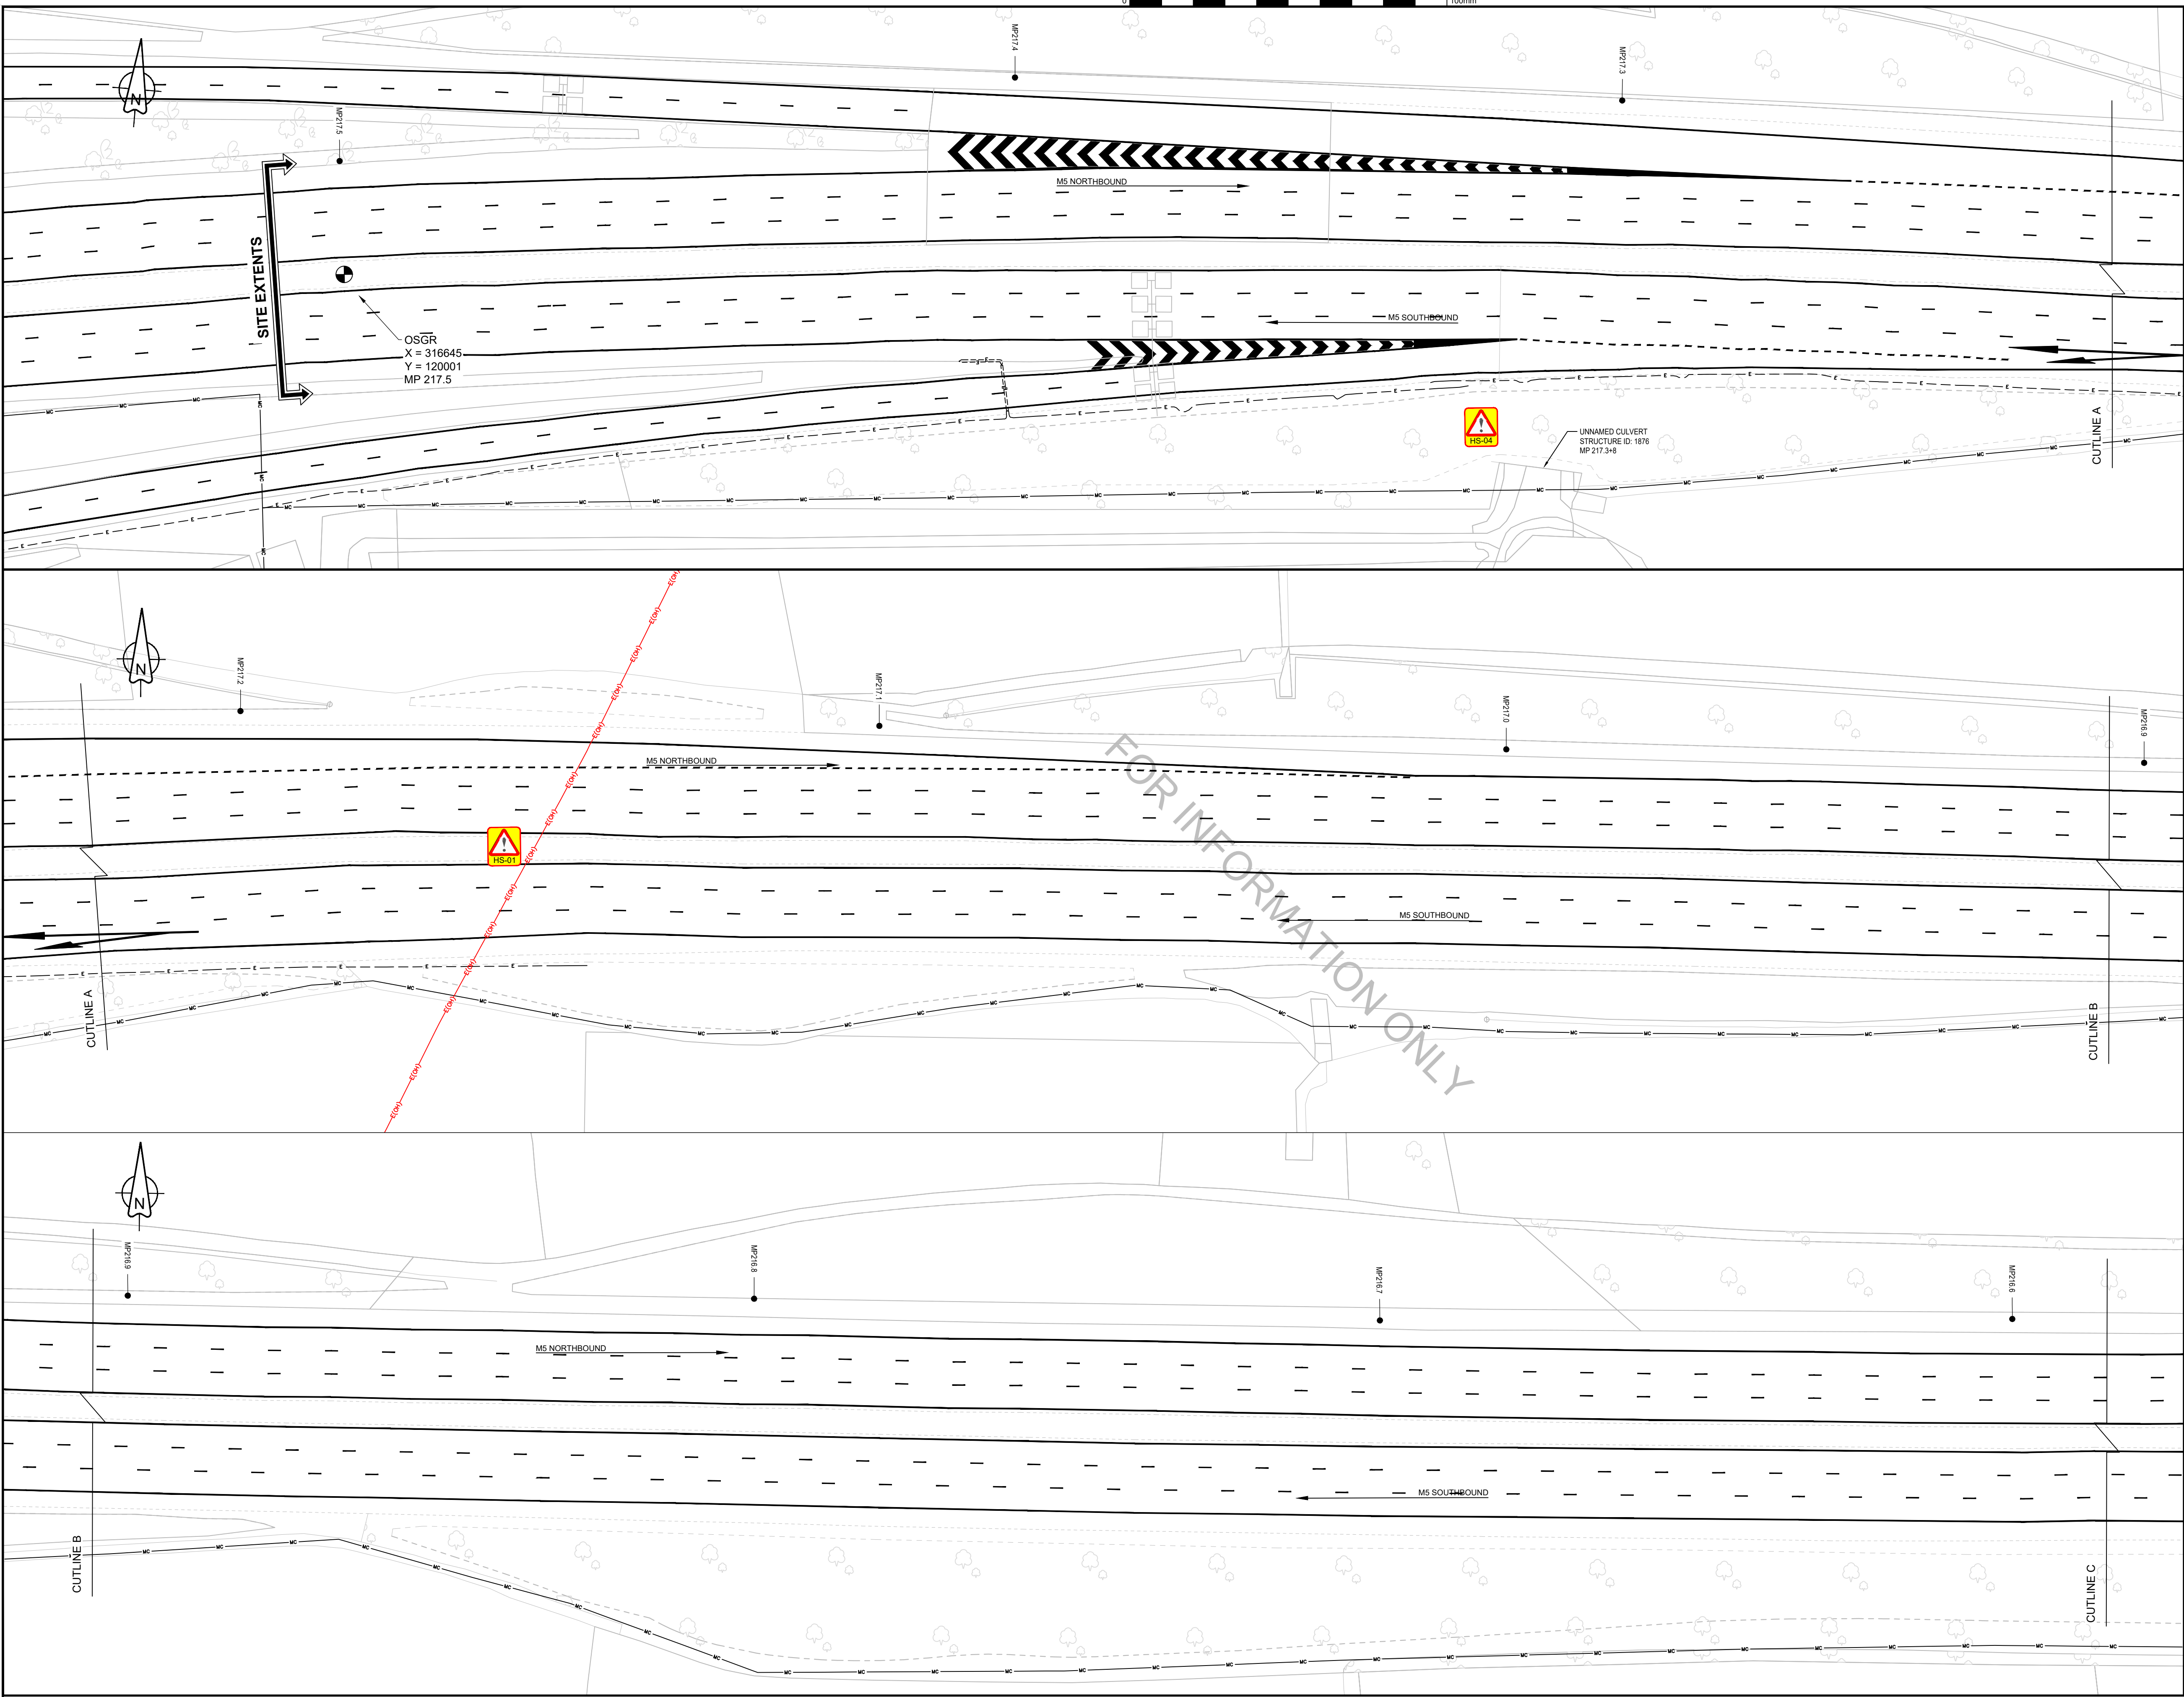 0
100mm
MP217.4
MP217.3
N
MP217.5
M5 NORTHBOUND
SITE EXTENTS
M5 SOUTHBOUND
OSGR
X = 316645
Y = 120001
MP 217.5
HS-04
UNNAMED CULVERT
STRUCTURE ID: 1876
MP 217.3+8
CUTLINE A
E(OH)
N
MP217.2
MP217.1
MP217.0
MP216.9
M5 NORTHBOUND
HS-01
M5 SOUTHBOUND
FOR INFORMATION ONLY
CUTLINE A
CUTLINE B
N
MP216.9
MP216.8
MP216.7
MP216.6
M5 NORTHBOUND
M5 SOUTHBOUND
CUTLINE B
CUTLINE C